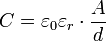 C = ε₀εᵣ · A/d